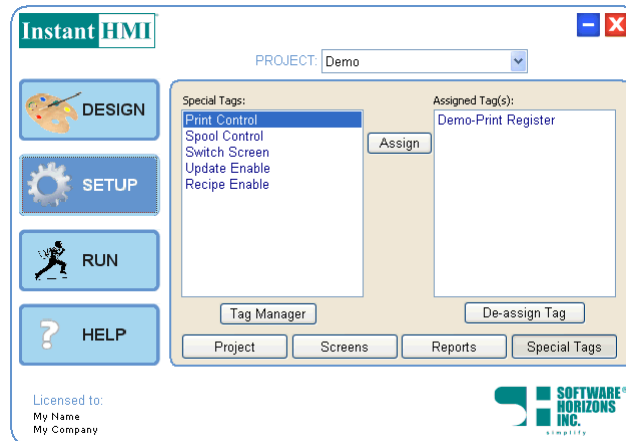 Instant HMI
PROJECT: Demo
DESIGN
SETUP
RUN
HELP
Special Tags:
Print Control
Spool Control
Switch Screen
Update Enable
Recipe Enable
Assign
Assigned Tag(s):
Demo-Print Register
Tag Manager
De-assign Tag
Project
Screens
Reports
Special Tags
Licensed to:
My Name
My Company
SOFTWARE®
HORIZONS
INC.
simplify